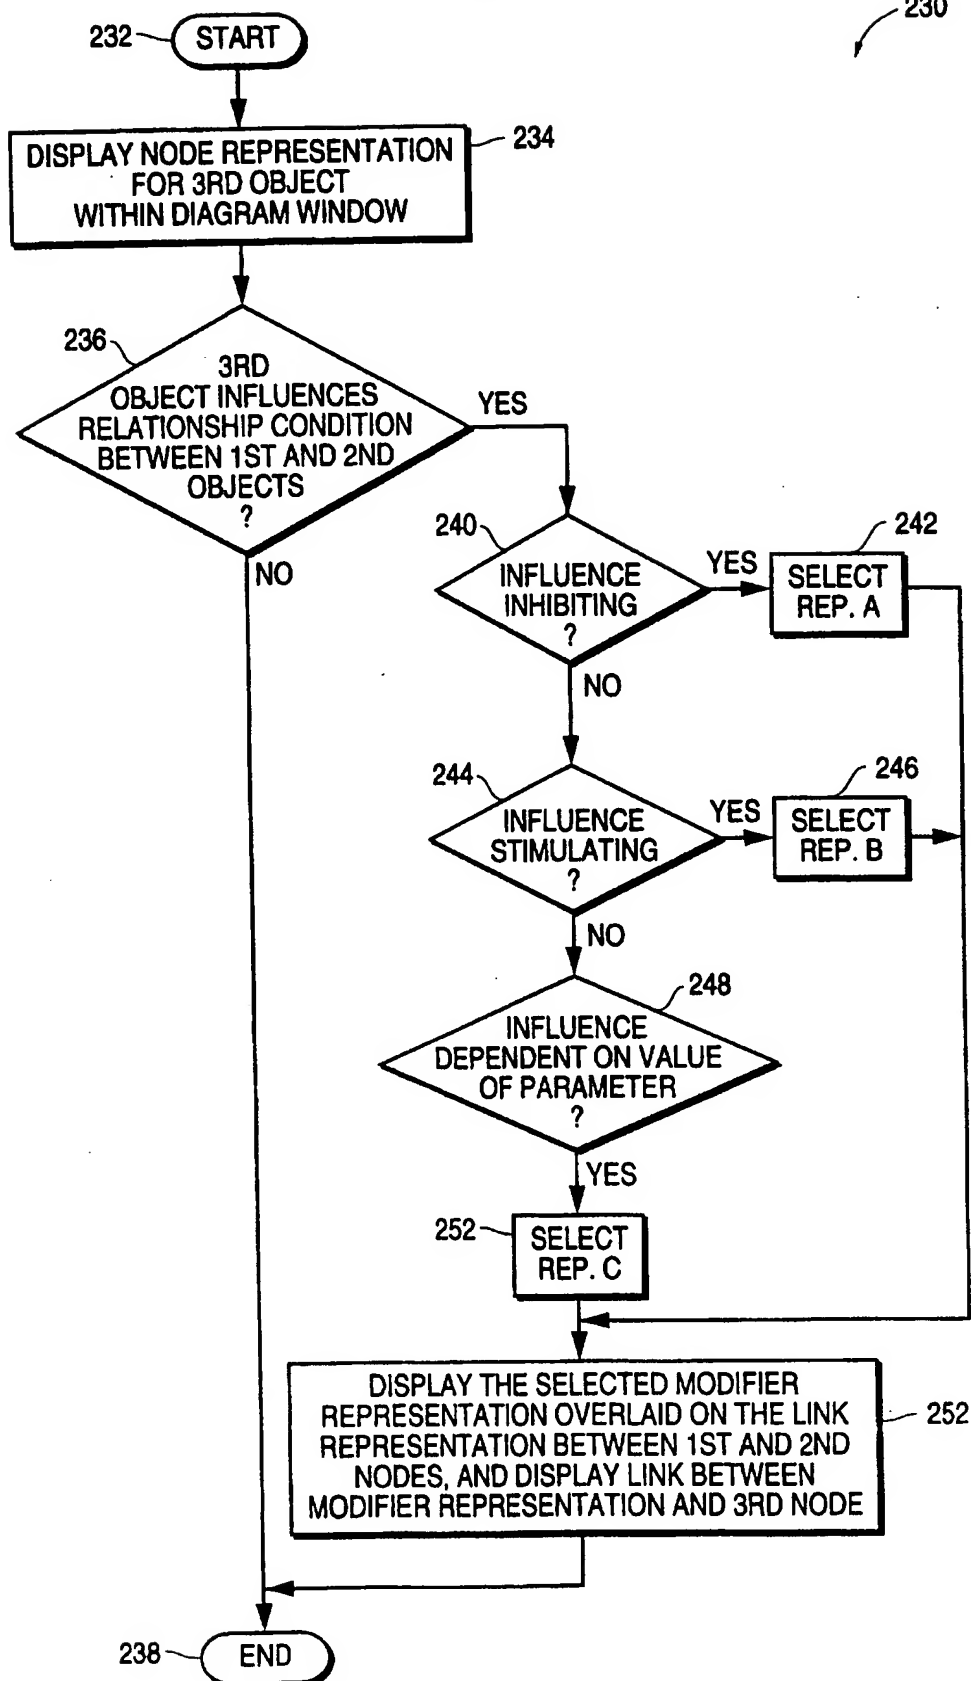 230
232
START
234
DISPLAY NODE REPRESENTATION
FOR 3RD OBJECT
WITHIN DIAGRAM WINDOW
236
3RD
OBJECT INFLUENCES
RELATIONSHIP CONDITION
BETWEEN 1ST AND 2ND
OBJECTS
?
YES
NO
240
INFLUENCE
INHIBITING
?
YES
242
SELECT
REP. A
NO
244
INFLUENCE
STIMULATING
?
YES
246
SELECT
REP. B
NO
248
INFLUENCE
DEPENDENT ON VALUE
OF PARAMETER
?
YES
252
SELECT
REP. C
DISPLAY THE SELECTED MODIFIER
REPRESENTATION OVERLAID ON THE LINK
REPRESENTATION BETWEEN 1ST AND 2ND
NODES, AND DISPLAY LINK BETWEEN
MODIFIER REPRESENTATION AND 3RD NODE
252
238
END